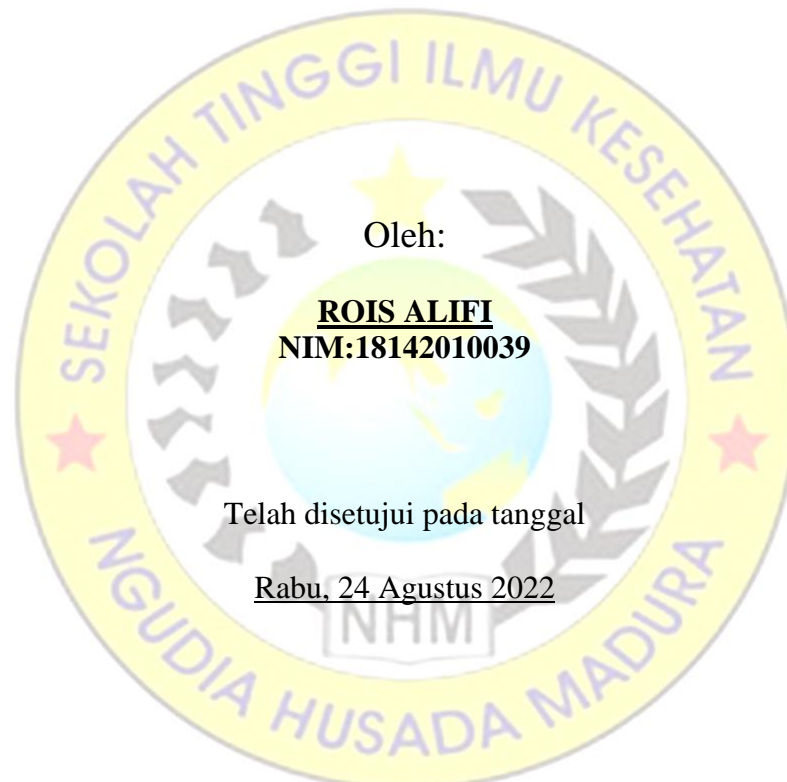 SEKOLAH TINGGI ILMU KESEHATAN
Oleh:
ROIS ALIFI
NIM:18142010039
Telah disetujui pada tanggal
Rabu, 24 Agustus 2022
NHM
NGUDIA HUSADA MADURA